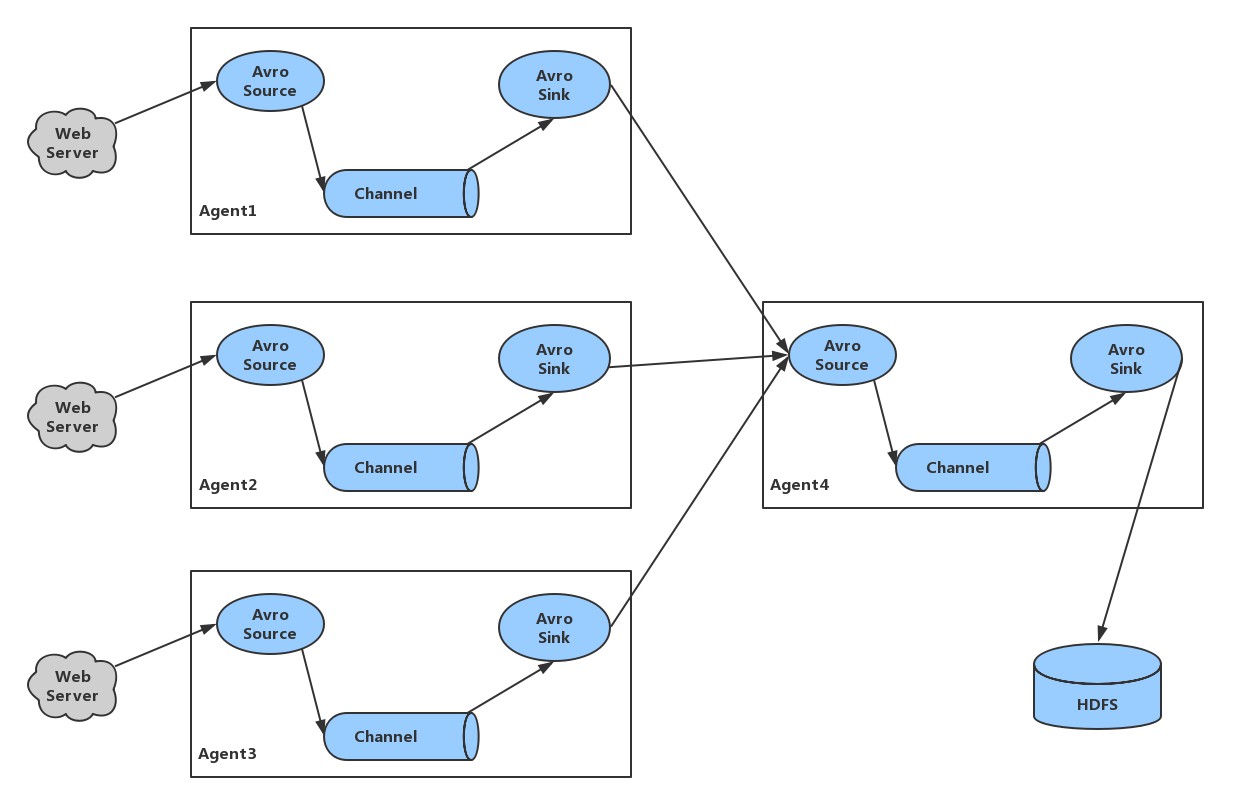 Web
Server
Avro
Source
Channel
Avro
Sink
Agent1
Web
Server
Avro
Source
Channel
Avro
Sink
Agent2
Web
Server
Avro
Source
Channel
Avro
Sink
Agent3
Avro
Source
Channel
Avro
Sink
Agent4
HDFS